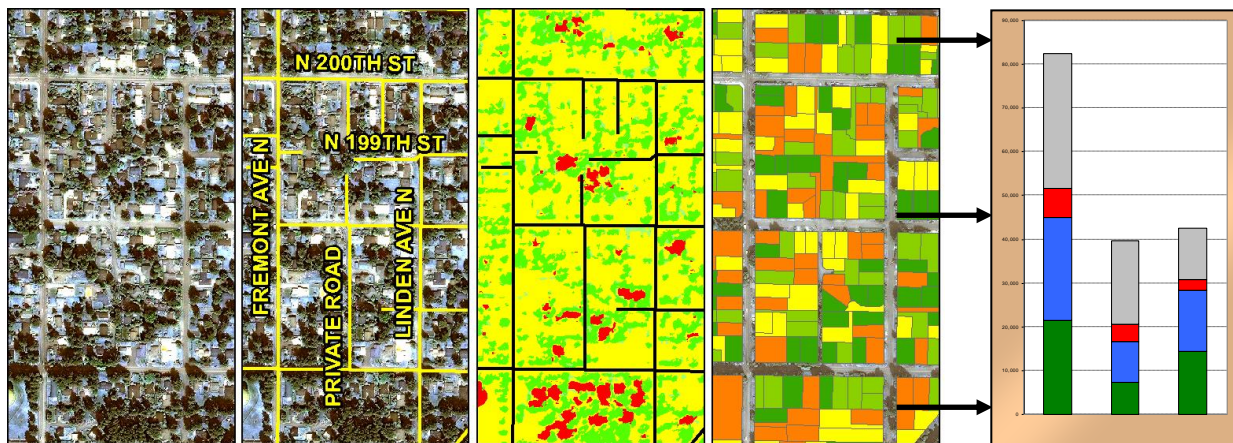 N 200TH ST
N 199TH ST
FREMONT AVE N
PRIVATE ROAD
LINDEN AVE N
90,000
80,000
70,000
60,000
50,000
40,000
30,000
20,000
10,000
0